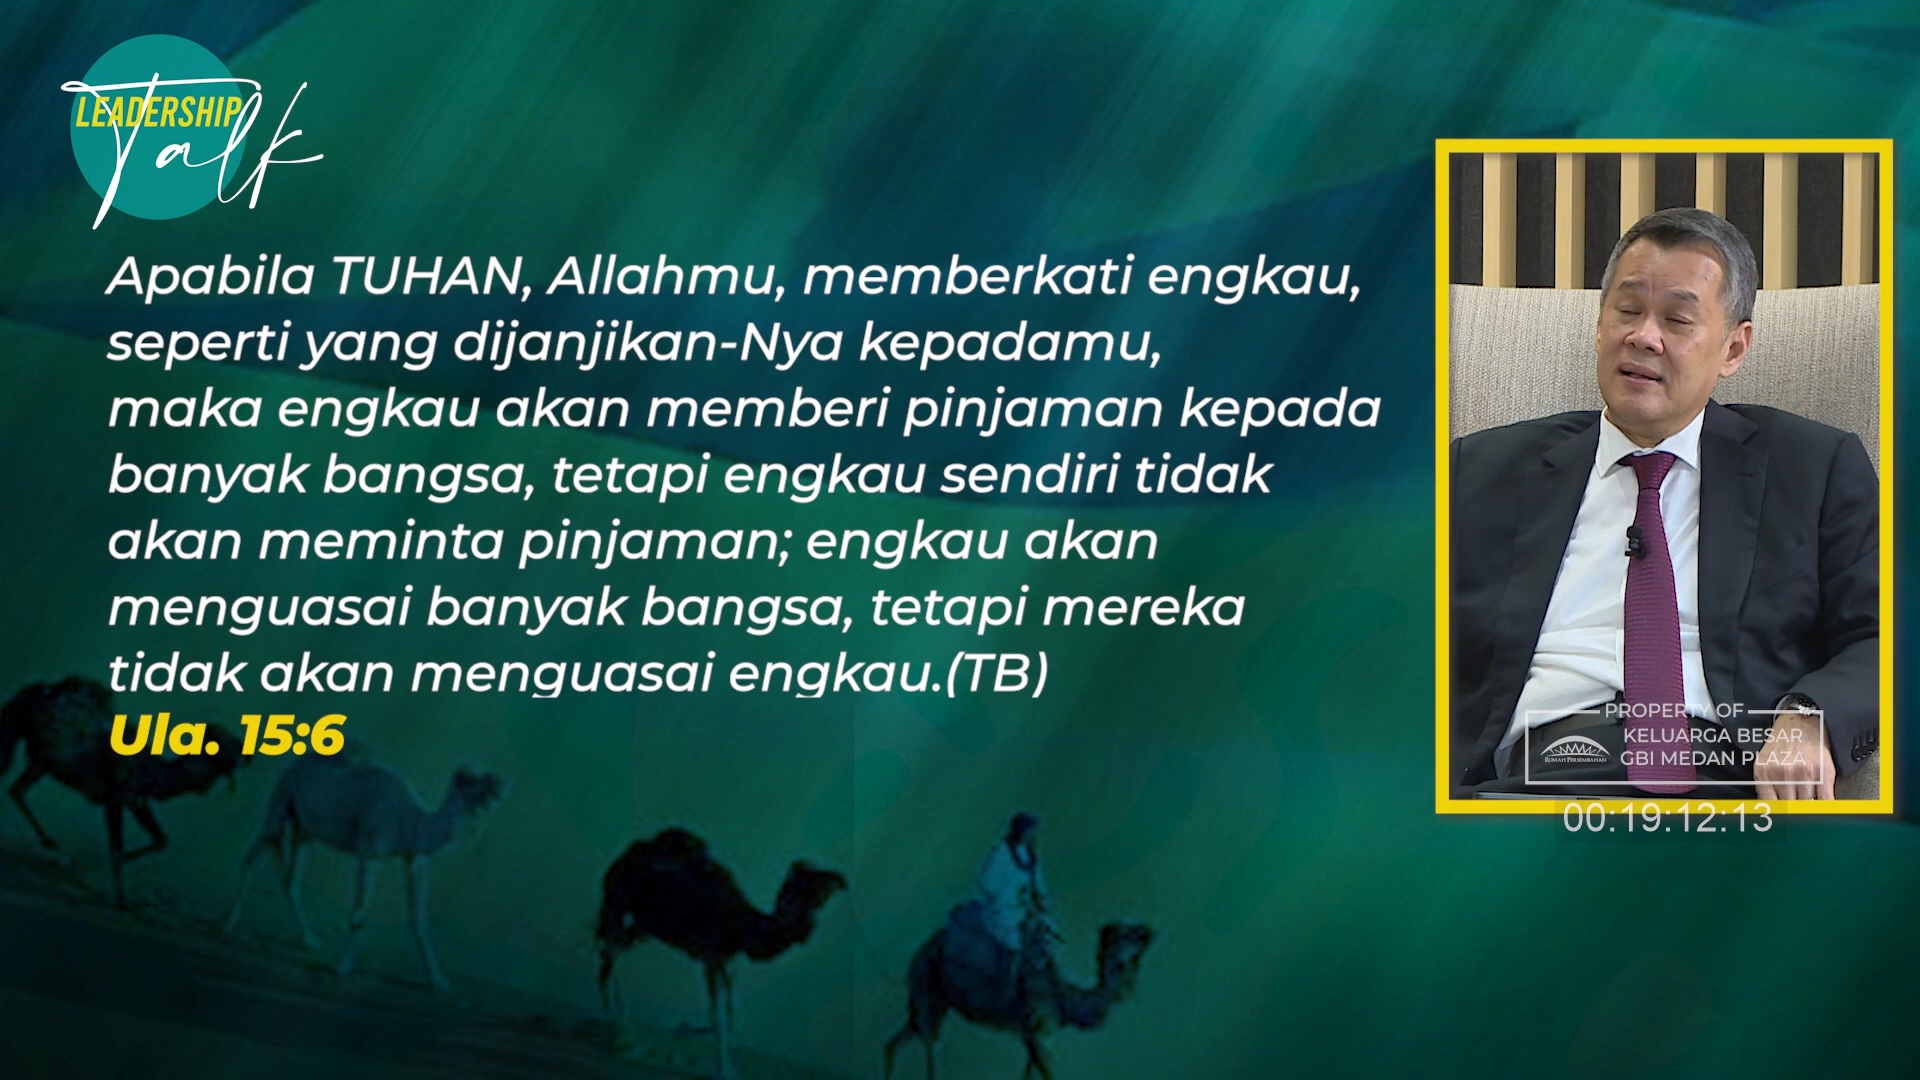 LEADERSHIP
Talk
Apabila TUHAN, Allahmu, memberkati engkau,
seperti yang dijanjikan-Nya kepadamu,
maka engkau akan memberi pinjaman kepada
banyak bangsa, tetapi engkau sendiri tidak
akan meminta pinjaman; engkau akan
menguasai banyak bangsa, tetapi mereka
tidak akan menguasai engkau.(TB)
Ula. 15:6
PROPERTY OF
KELUARGA BESAR
GBI MEDAN PLAZA
RUMAH PERSEMBAHAN
00:19:12:13